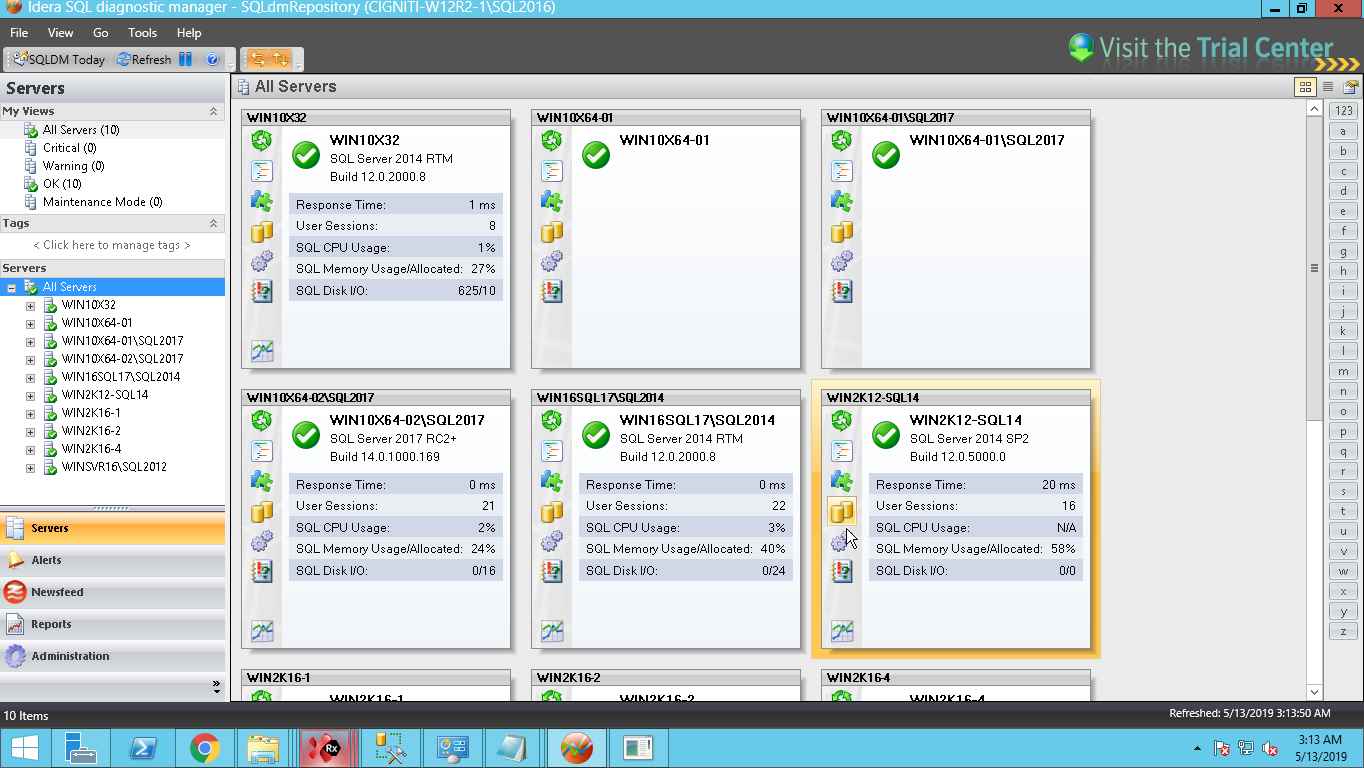 Idera SQL diagnostic manager - SQLdmRepository (CIGNITI-W12R2-1\SQL2016)
File View Go Tools Help
SQLDM Today Refresh
Visit the Trial Center
Servers
My Views
All Servers (10)
Critical (0)
Warning (0)
OK (10)
Maintenance Mode (0)
Tags
< Click here to manage tags >
Servers
All Servers
WIN10X32
WIN10X64-01
WIN10X64-01\SQL2017
WIN10X64-02\SQL2017
WIN16SQL17\SQL2014
WIN2K12-SQL14
WIN2K16-1
WIN2K16-2
WIN2K16-4
WINSVR16\SQL2012
Servers
Alerts
Newsfeed
Reports
Administration
All Servers
WIN10X32
WIN10X32
SQL Server 2014 RTM
Build 12.0.2000.8
Response Time: 1 ms
User Sessions: 8
SQL CPU Usage: 1%
SQL Memory Usage/Allocated: 27%
SQL Disk I/O: 625/10
WIN10X64-01
WIN10X64-01
WIN10X64-01\SQL2017
WIN10X64-01\SQL2017
WIN10X64-02\SQL2017
WIN10X64-02\SQL2017
SQL Server 2017 RC2+
Build 14.0.1000.169
Response Time: 0 ms
User Sessions: 21
SQL CPU Usage: 2%
SQL Memory Usage/Allocated: 24%
SQL Disk I/O: 0/16
WIN16SQL17\SQL2014
WIN16SQL17\SQL2014
SQL Server 2014 RTM
Build 12.0.2000.8
Response Time: 0 ms
User Sessions: 22
SQL CPU Usage: 3%
SQL Memory Usage/Allocated: 40%
SQL Disk I/O: 0/24
WIN2K12-SQL14
WIN2K12-SQL14
SQL Server 2014 SP2
Build 12.0.5000.0
Response Time: 20 ms
User Sessions: 16
SQL CPU Usage: N/A
SQL Memory Usage/Allocated: 58%
SQL Disk I/O: 0/0
WIN2K16-1
WIN2K16-1
WIN2K16-2
WIN2K16-2
WIN2K16-4
WIN2K16-4
123
a
b
c
d
e
f
g
h
i
j
k
l
m
n
o
p
q
r
s
t
u
v
w
x
y
z
10 Items
Refreshed: 5/13/2019 3:13:50 AM
Rx
3:13 AM
5/13/2019